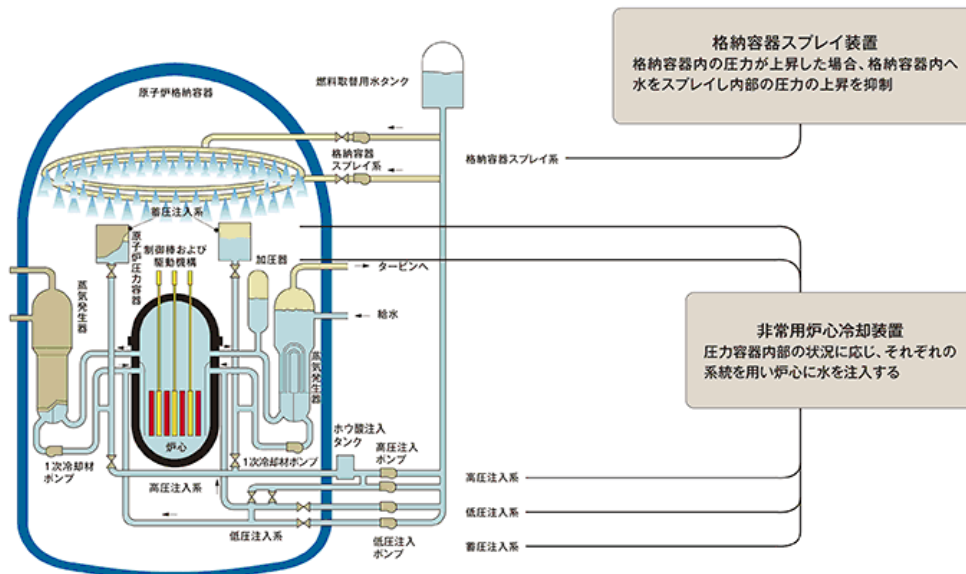 格納容器スプレイ装置
格納容器内の圧力が上昇した場合、格納容器内へ
水をスプレイし内部の圧力の上昇を抑制
燃料取替用水タンク
原子炉格納容器
格納容器
スプレイ系
格納容器スプレイ系
蓄圧注入系
原子炉圧力容器
制御棒および
駆動機構
加圧器
タービンへ
蒸気発生器
給水
蒸気発生器
非常用炉心冷却装置
圧力容器内部の状況に応じ、それぞれの
系統を用い炉心に水を注入する
炉心
ホウ酸注入
タンク
高圧注入
ポンプ
1次冷却材
ポンプ
1次冷却材ポンプ
高圧注入系
高圧注入系
低圧注入系
低圧注入系
低圧注入
ポンプ
蓄圧注入系